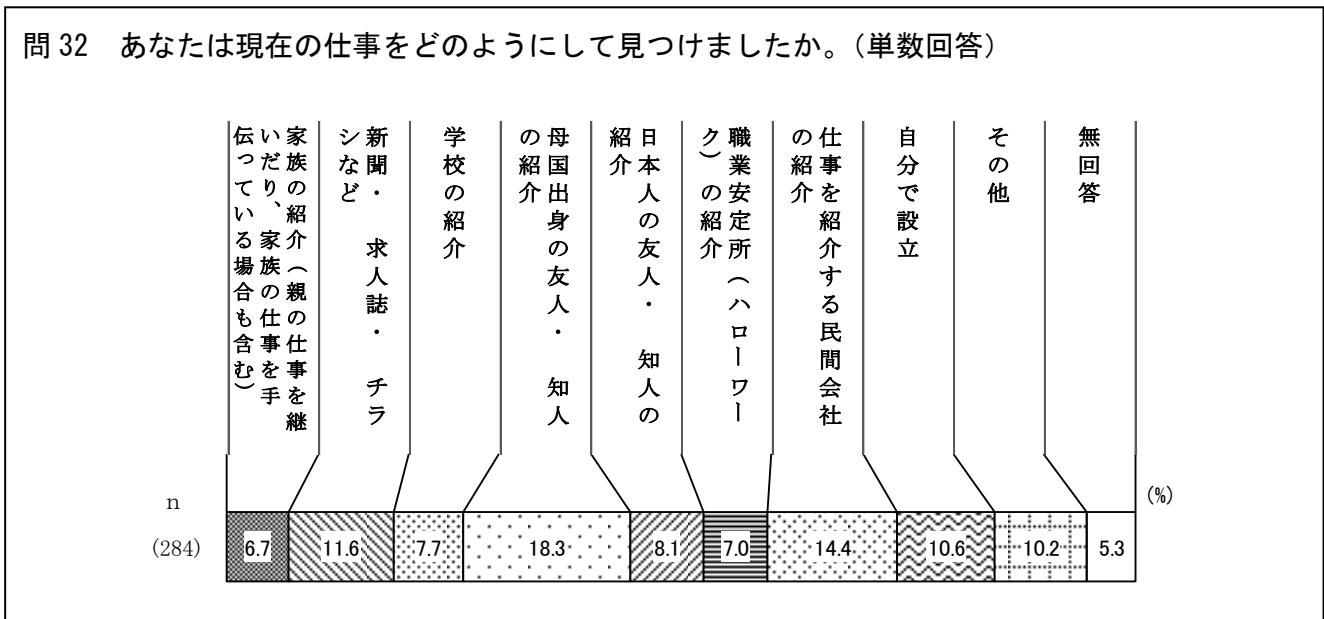 問32 あなたは現在の仕事をどのようにして見つけましたか。(単数回答)
家族の紹介(親の仕事を継
いだり、家族の仕事を手
伝っている場合も含む)
新聞・ 求人誌・ チラ
シなど
学校の紹介
母国出身の友人・ 知人
の紹介
日本人の友人・ 知人の
紹介
職業安定所(ハローワー
ク)の紹介
仕事を紹介する民間会社
の紹介
自分で設立
その他
無回答
(%)
n
(284)
6.7
11.6
7.7
18.3
8.1
7.0
14.4
10.6
10.2
5.3